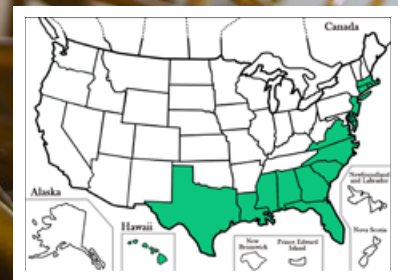 Canada
Alaska
Hawaii
New
Brunswick
Prince Edward
Island
Newfoundland
and Labrador
Nova Scotia